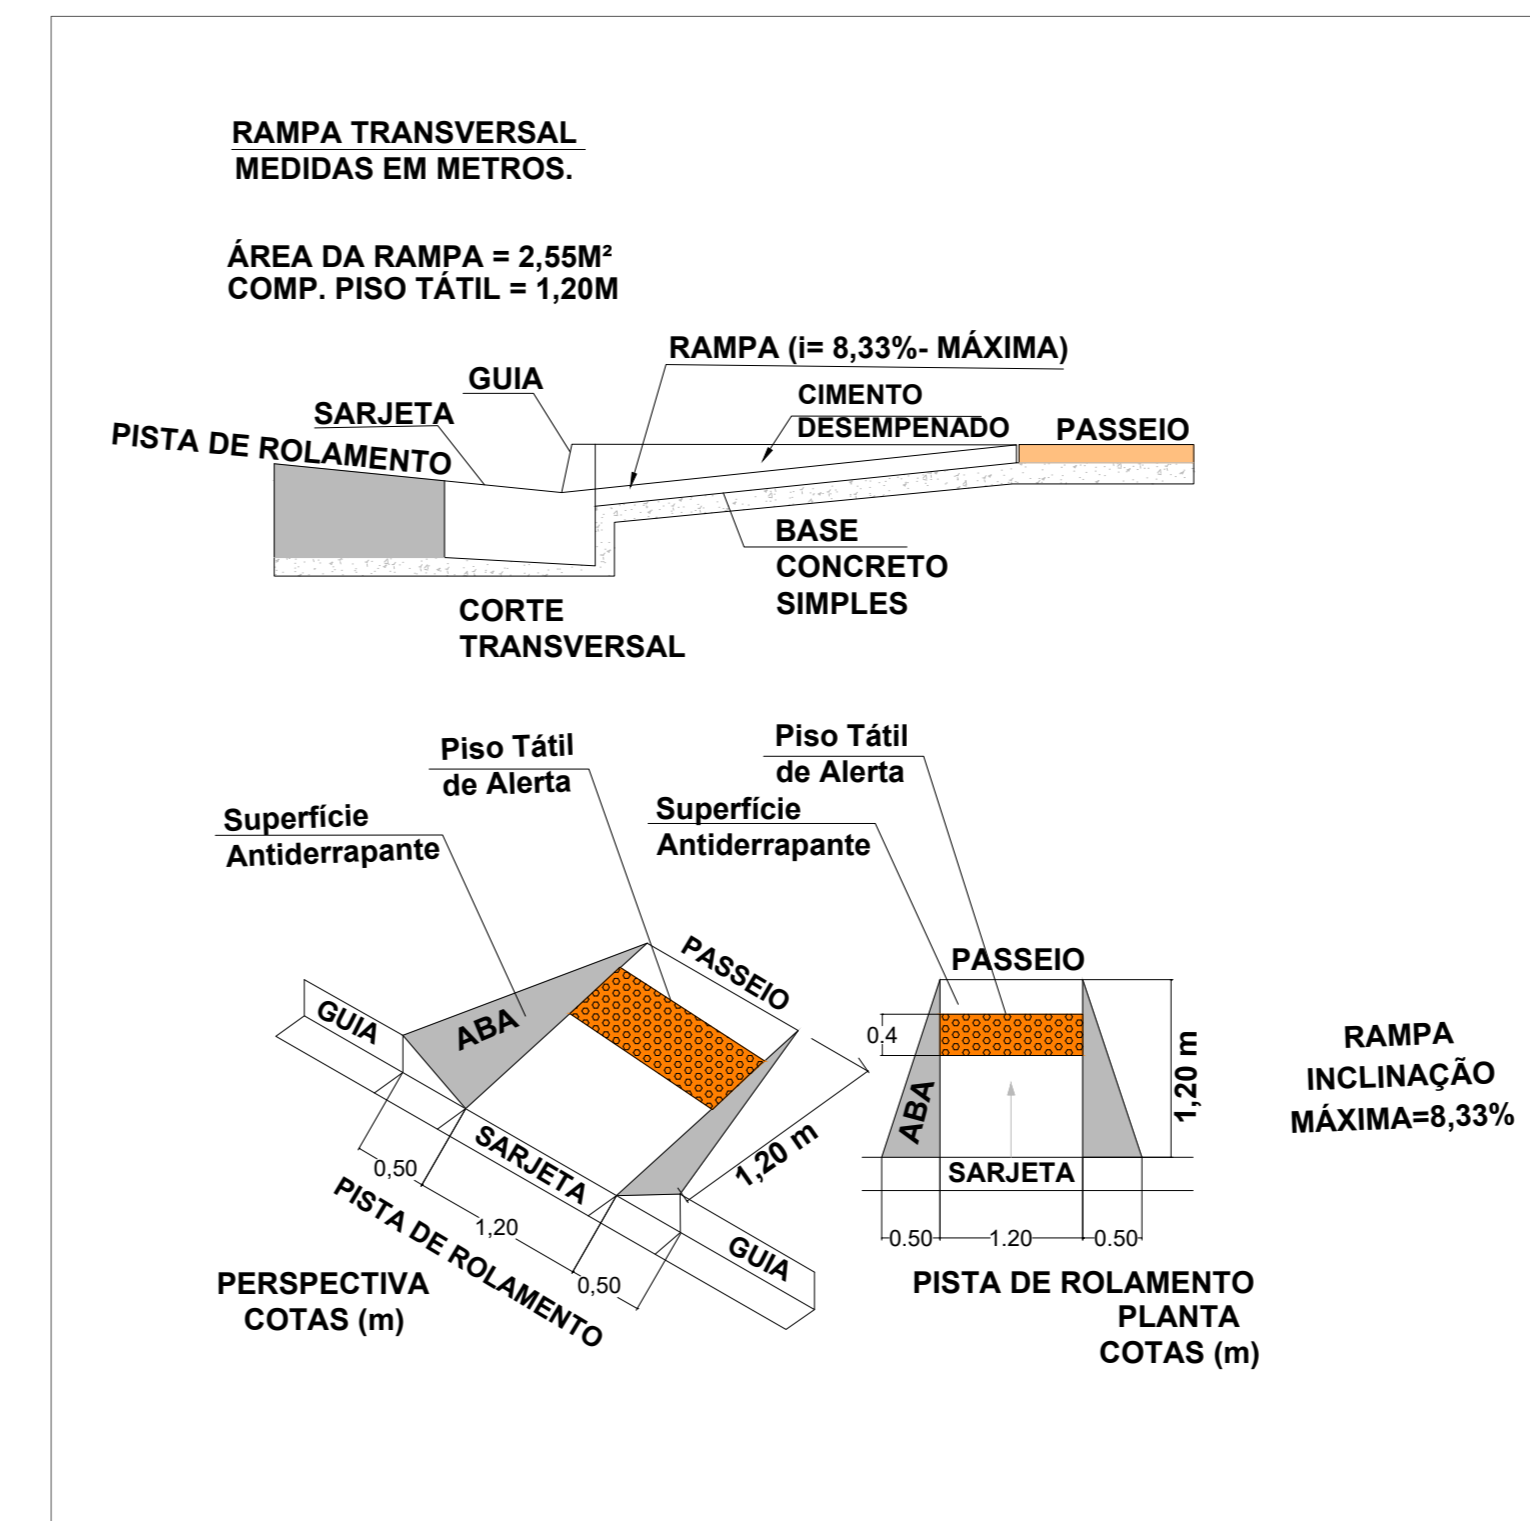 RAMPA TRANSVERSAL
MEDIDAS EM METROS.
ÁREA DA RAMPA = 2,55M²
COMP. PISO TÁTIL = 1,20M
RAMPA (i= 8,33%- MÁXIMA)
GUIA
CIMENTO
DESEMPENADO
SARJETA
PASSEIO
PISTA DE ROLAMENTO
BASE
CONCRETO
SIMPLES
CORTE
TRANSVERSAL
Piso Tátil
de Alerta
Superfície
Antiderrapante
PASSEIO
GUIA
ABA
SARJETA
1,20 m
0,50
1,20
0,50
PISTA DE ROLAMENTO
GUIA
PERSPECTIVA
COTAS (m)
Piso Tátil
de Alerta
Superfície
Antiderrapante
PASSEIO
0.4
ABA
1,20 m
SARJETA
0.50
1.20
0.50
PISTA DE ROLAMENTO
PLANTA
COTAS (m)
RAMPA
INCLINAÇÃO
MÁXIMA=8,33%